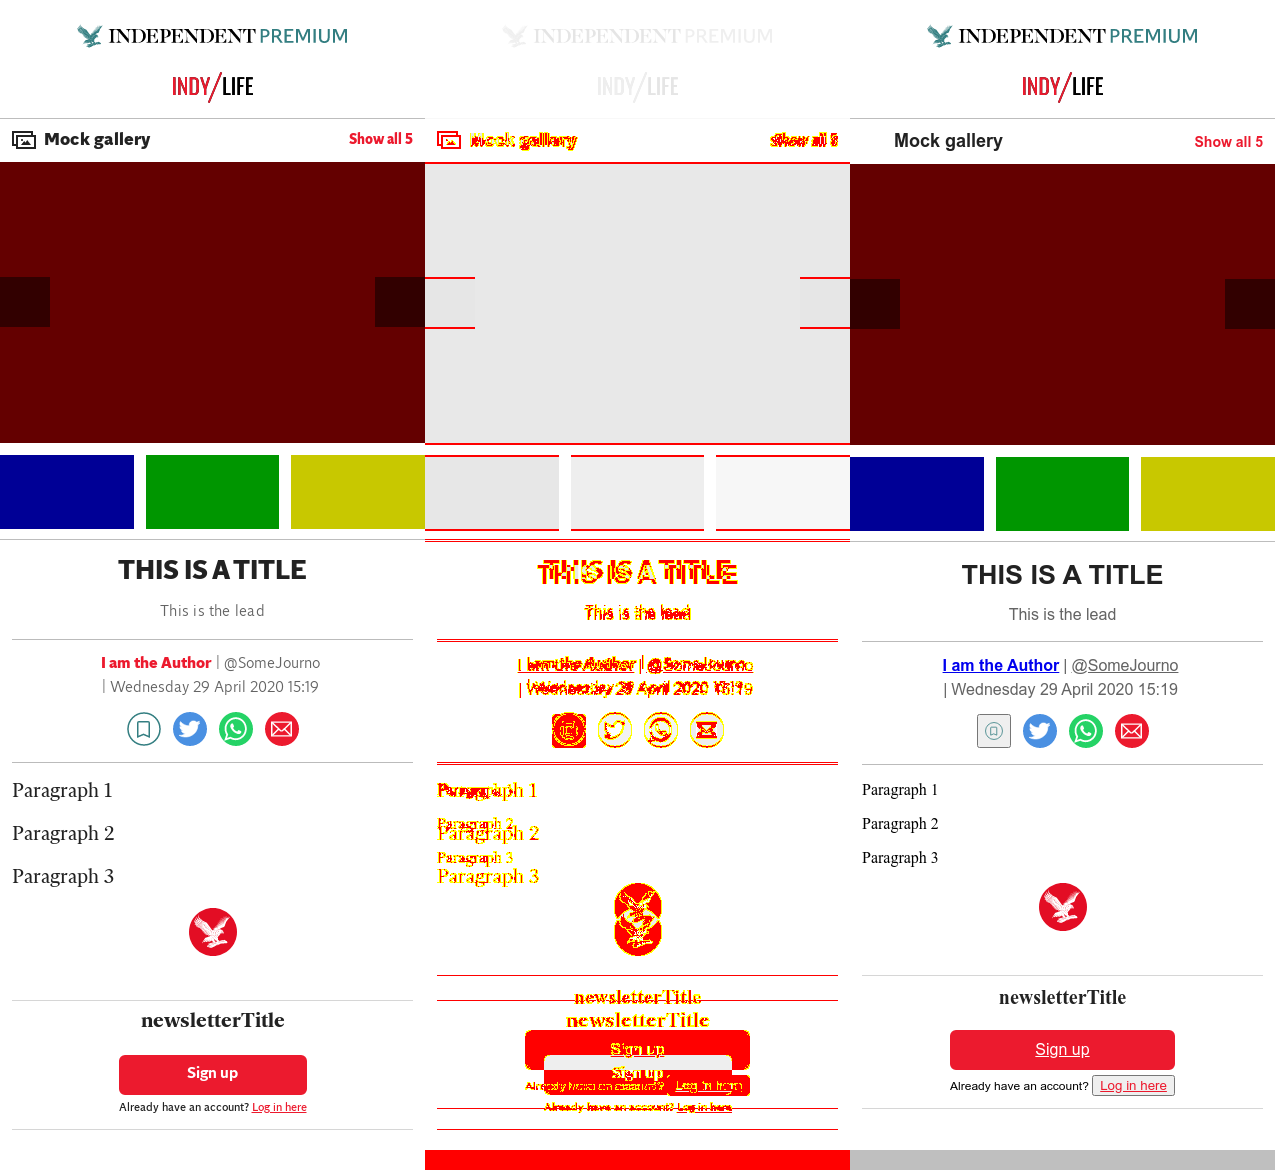 INDEPENDENT PREMIUM
INDY/LIFE
Mock gallery
Show all 5
THIS IS A TITLE
This is the lead
I am the Author | @SomeJourno
| Wednesday 29 April 2020 15:19
Paragraph 1
Paragraph 2
Paragraph 3
newsletterTitle
Sign up
Already have an account? Log in here
INDEPENDENT PREMIUM
INDY/LIFE
Mock gallery
Show all 5
THIS IS A TITLE
This is the lead
I am the Author | @SomeJourno
| Wednesday 29 April 2020 15:19
Paragraph 1
Paragraph 2
Paragraph 2
Paragraph 3
Paragraph 3
newsletterTitle
newsletterTitle
Sign up
Sign up
Already have an account? Log in here
Already have an account? Log in here
INDEPENDENT PREMIUM
INDY/LIFE
Mock gallery
Show all 5
THIS IS A TITLE
This is the lead
I am the Author | @SomeJourno
| Wednesday 29 April 2020 15:19
Paragraph 1
Paragraph 2
Paragraph 3
newsletterTitle
Sign up
Already have an account? Log in here